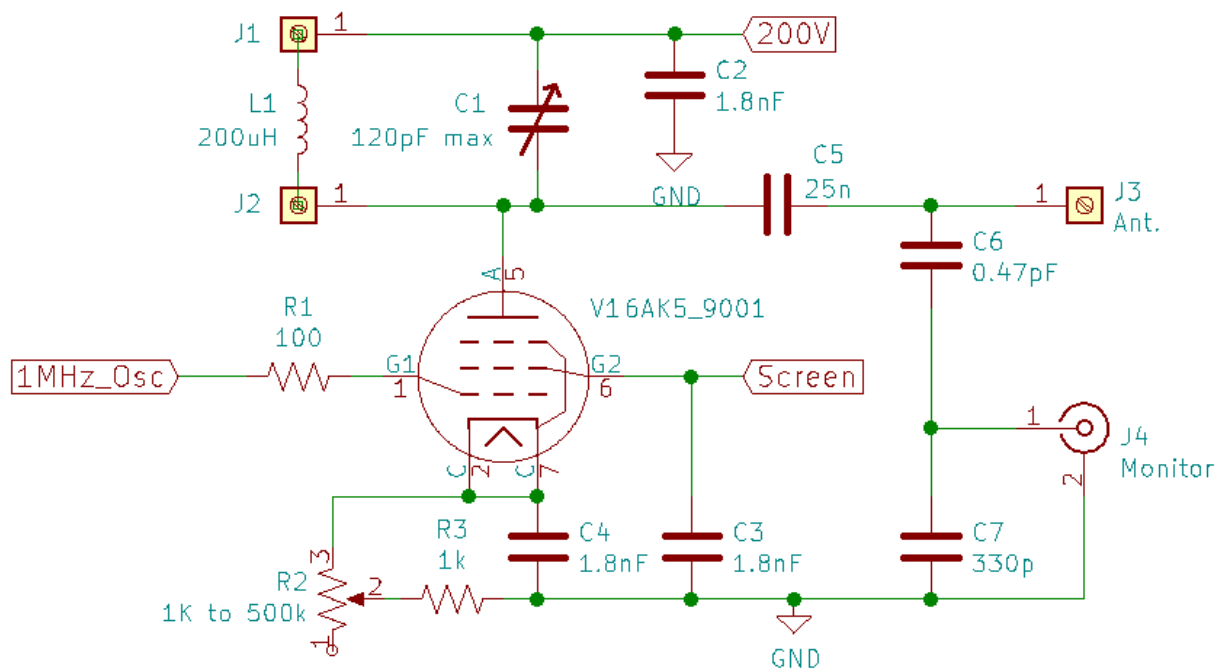 J1
1
200V
L1
200uH
C1
120pF max
C2
1.8nF
GND
J2
1
C5
25n
1
J3
Ant.
C6
0.47pF
A
5
V16AK5_9001
R1
100
1MHz_Osc
G1
1
G2
6
Screen
C
2
C
7
1
J4
Monitor
2
R3
1k
C4
1.8nF
C3
1.8nF
C7
330p
3
R2
1K to 500k
2
1
GND